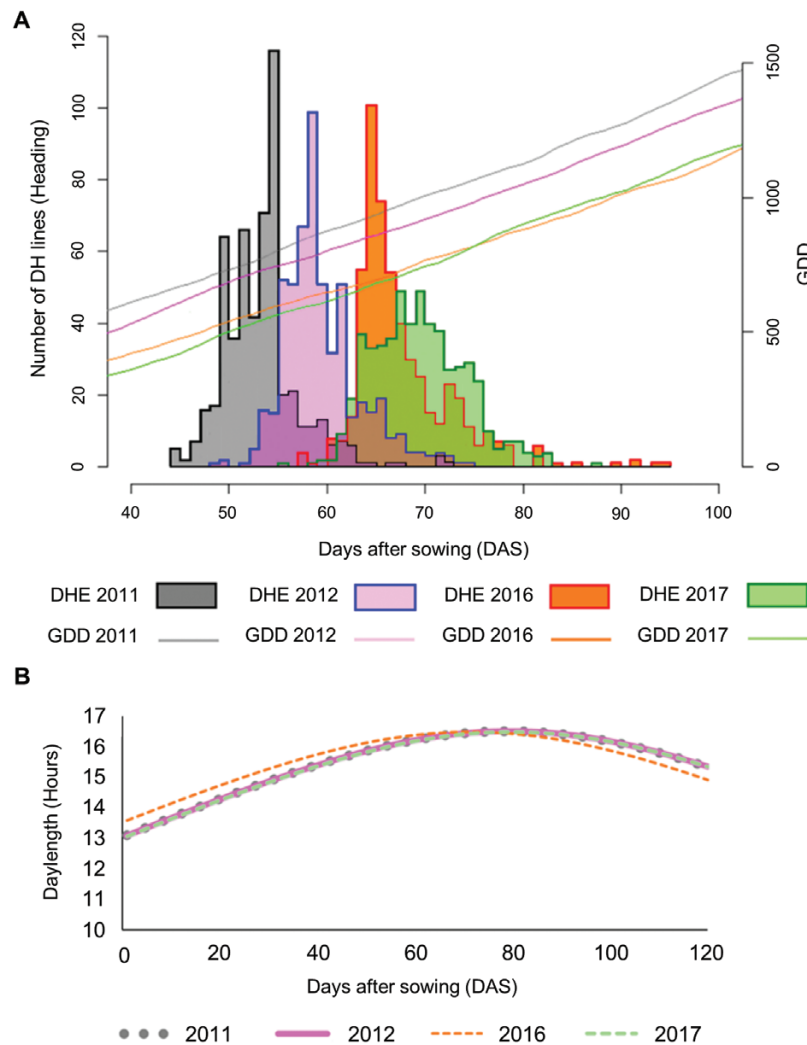 A
120
100
80
60
40
20
0
Number of DH lines (Heading)
1500
1000
500
0
GDD
40 50 60 70 80 90 100
Days after sowing (DAS)
DHE 2011 DHE 2012 DHE 2016 DHE 2017
GDD 2011 GDD 2012 GDD 2016 GDD 2017
B
17
16
15
14
13
12
11
10
Daylength (Hours)
0 20 40 60 80 100 120
Days after sowing (DAS)
2011 2012 2016 2017